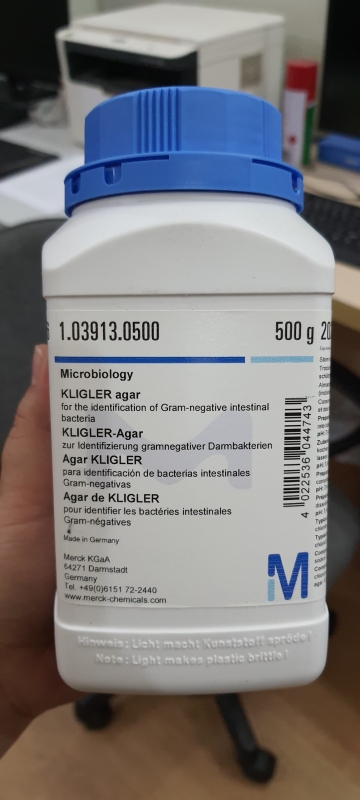 1.03913.0500 500 g
Microbiology
KLIGLER agar
for the identification of Gram-negative intestinal
bacteria
KLIGLER-Agar
zur Identifizierung gramnegativer Darmbakterien
Agar KLIGLER
para identificación de bacterias intestinales
Gram-negativas
Agar de KLIGLER
pour identifier les bactéries intestinales
Gram-négatives
Made in Germany
Merck KGaA
64271 Darmstadt
Germany
Tel. +49(0)6151 72-2440
www.merck-chemicals.com
4 022536 044743
M
Hinweis: Licht macht Kunststoff spröde!
Note: Light makes plastic brittle!